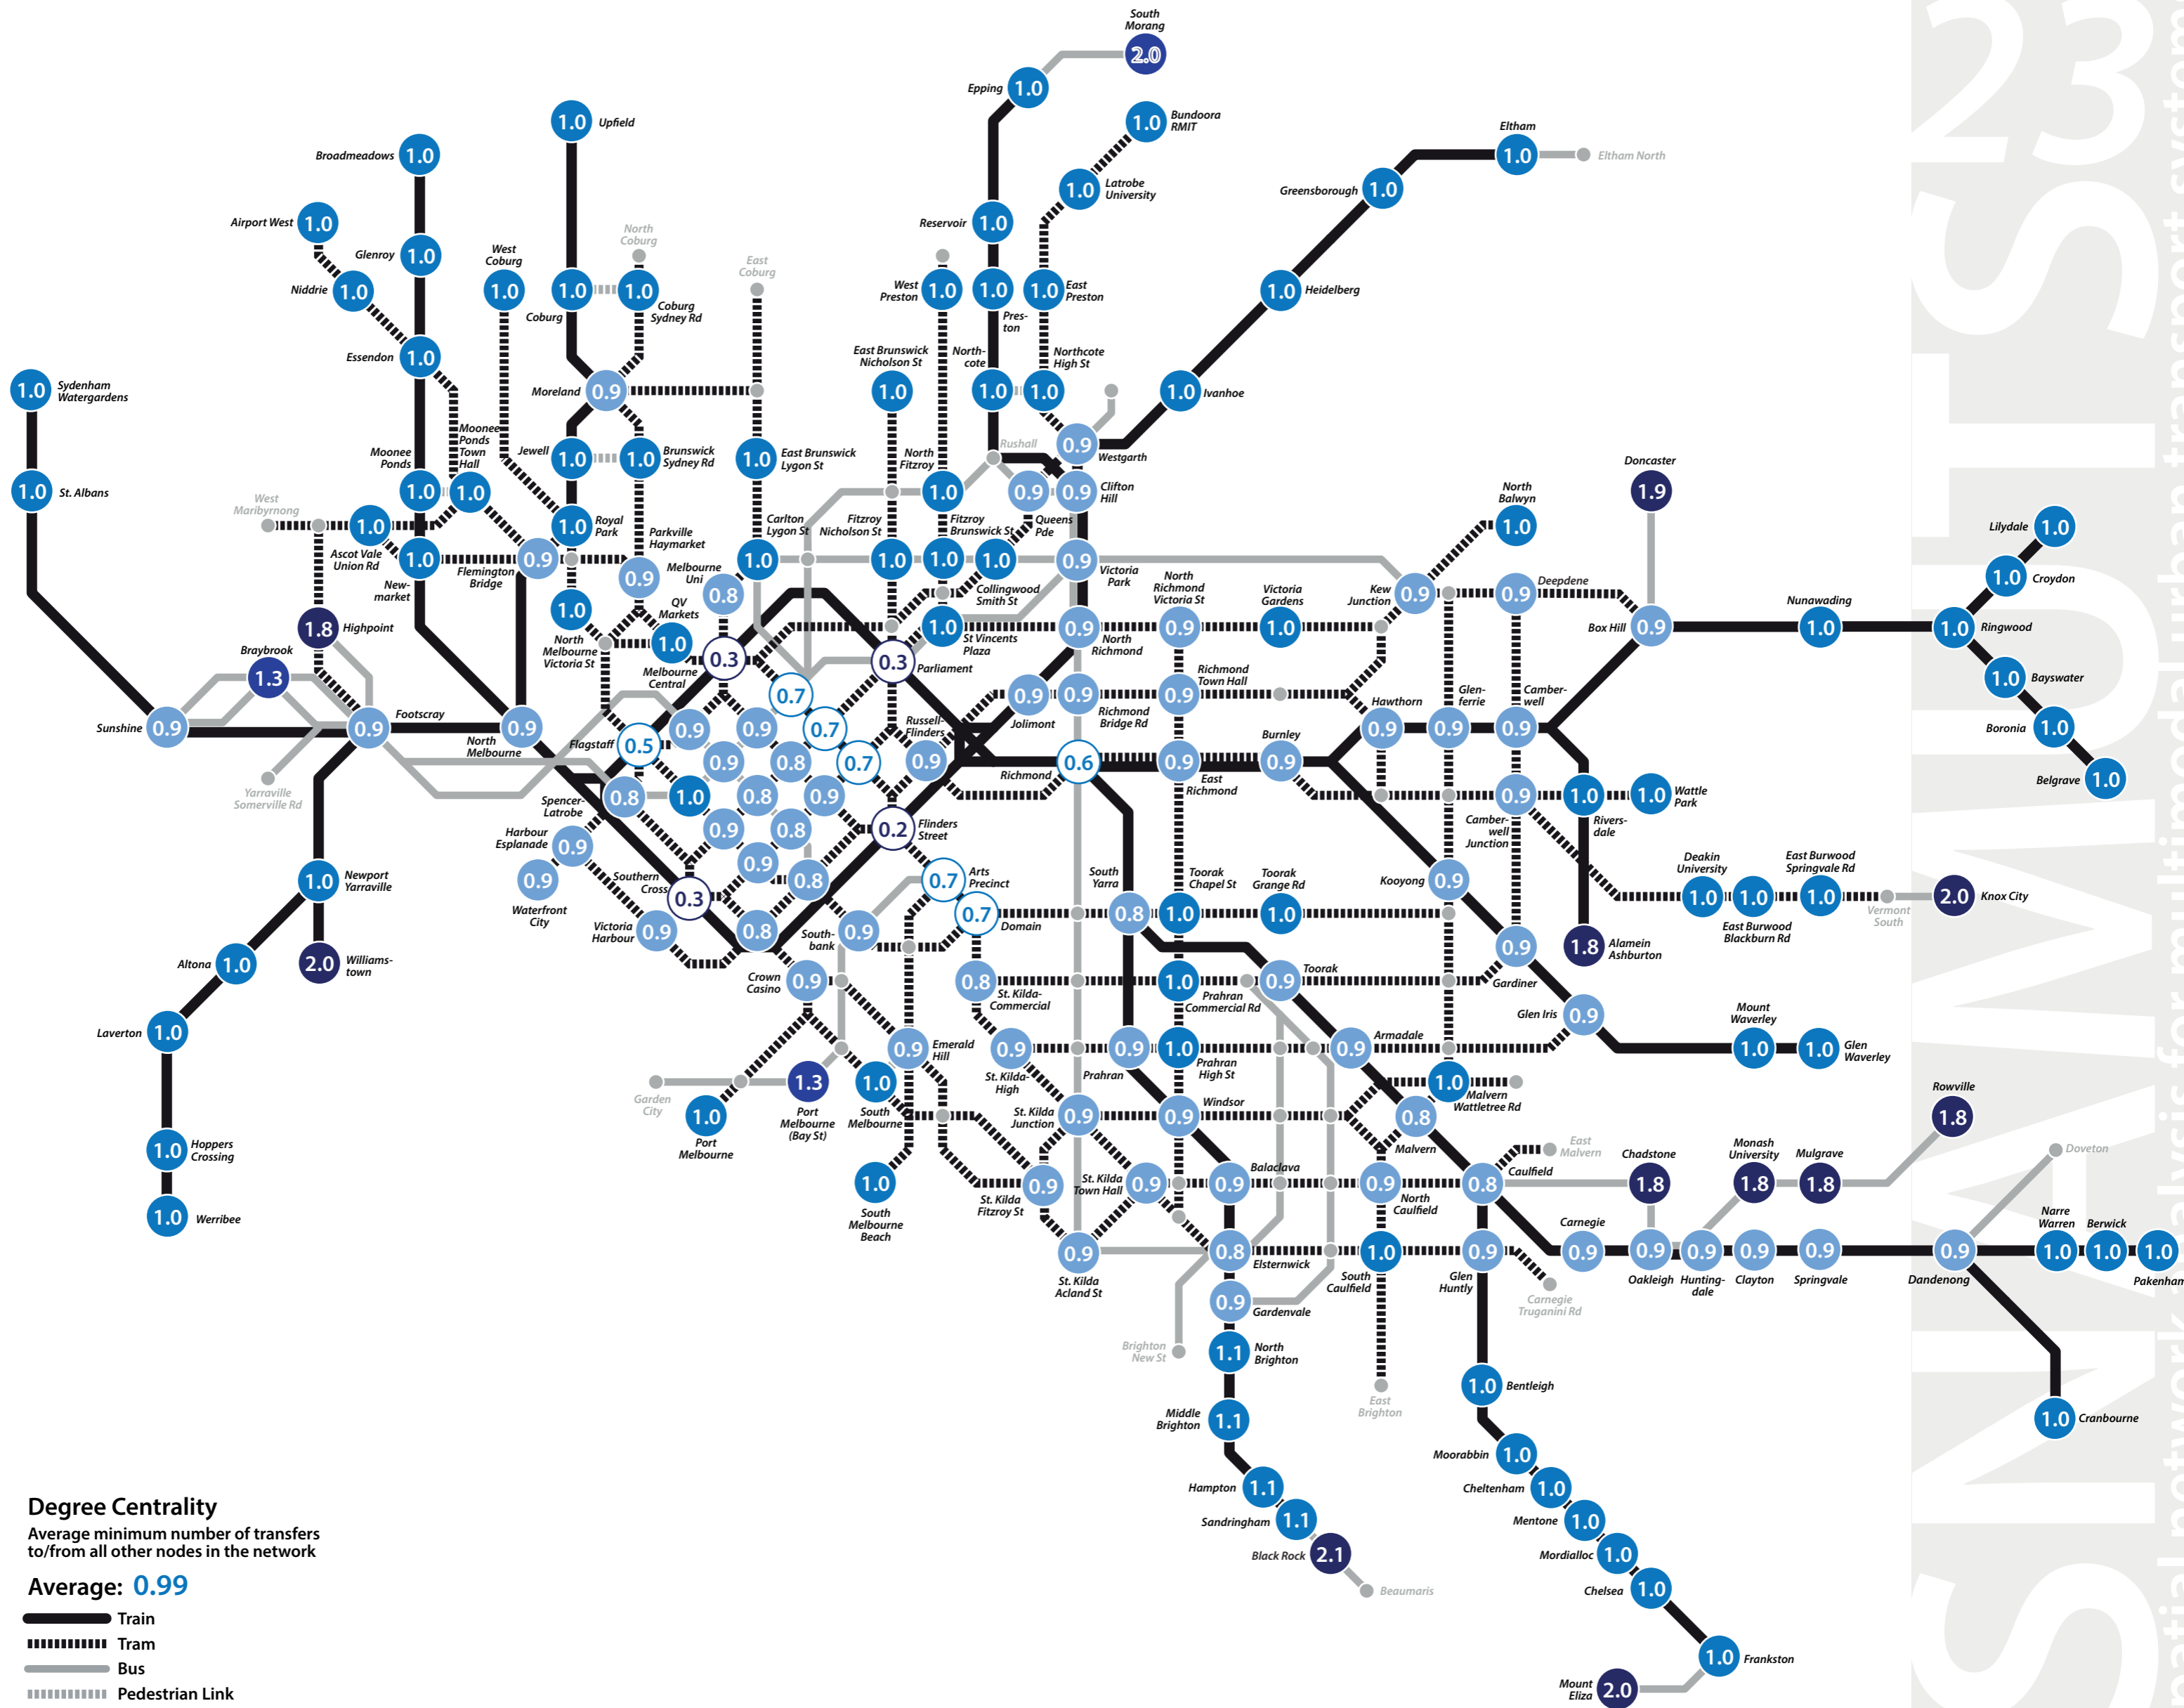 South
Morang
2.0
Epping
1.0
Bundoora
RMIT
1.0
Upfield
1.0
Latrobe
University
1.0
Eltham
1.0
Eltham North
Broadmeadows
1.0
Greensborough
1.0
Airport West
1.0
Reservoir
1.0
Glenroy
1.0
West
Coburg
1.0
North
Coburg
East
Coburg
Niddrie
1.0
Coburg
1.0
1.0
Coburg
Sydney Rd
West
Preston
1.0
1.0
Pres-
ton
1.0
East
Preston
1.0
Heidelberg
Essendon
1.0
East Brunswick
Nicholson St
1.0
North-
cote
1.0
Northcote
High St
1.0
1.0
Ivanhoe
1.0
Sydenham
Watergardens
Moreland
0.9
Moonee
Ponds
1.0
Moonee
Ponds
Town
Hall
1.0
Jewell
1.0
1.0
Brunswick
Sydney Rd
1.0
East Brunswick
Lygon St
North
Fitzroy
1.0
Rushall
0.9
Westgarth
0.9
0.9
Clifton
Hill
Queens
Pde
Doncaster
1.9
1.0
St. Albans
West
Maribyrnong
1.0
Ascot Vale
Union Rd
1.0
New-
market
Flemington
Bridge
0.9
1.0
Royal
Park
Parkville
Haymarket
0.9
Melbourne
Uni
0.8
Carlton
Lygon St
1.0
Fitzroy
Nicholson St
1.0
Fitzroy
Brunswick St
1.0
1.0
Collingwood
Smith St
0.9
Victoria
Park
North
Balwyn
1.0
Lilydale
1.0
1.0
Croydon
Kew
Junction
0.9
0.9
Deepdene
1.0
North
Melbourne
Victoria St
QV
Markets
1.0
1.0
St Vincents
Plaza
0.9
North
Richmond
North
Richmond
Victoria St
0.9
Victoria
Gardens
1.0
Box Hill
0.9
Nunawading
1.0
1.0
Ringwood
1.8
Highpoint
Braybrook
1.3
Melbourne
Central
0.3
0.3
Parliament
0.7
0.7
0.7
Russell-
Flinders
0.9
0.9
Jolimont
0.9
Richmond
Bridge Rd
0.9
Richmond
Town Hall
1.0
Bayswater
Sunshine
0.9
0.9
Footscray
North
Melbourne
0.9
Flagstaff
0.5
0.9
0.9
0.9
0.8
Richmond
0.6
0.9
East
Richmond
Burnley
0.9
Hawthorn
0.9
Glen-
ferrie
0.9
Camber-
well
0.9
Boronia
1.0
Belgrave
1.0
Yarraville
Somerville Rd
Spencer-
Latrobe
0.8
1.0
0.8
0.9
0.9
0.8
0.2
Flinders
Street
0.9
Camber-
well
Junction
1.0
Rivers-
dale
1.0
Wattle
Park
Harbour
Esplanade
0.9
0.9
Waterfront
City
0.9
0.8
Southern
Cross
0.3
0.8
Victoria
Harbour
0.9
South-
bank
0.9
0.7
Arts
Precinct
0.7
Domain
South
Yarra
0.8
Toorak
Chapel St
1.0
Toorak
Grange Rd
1.0
Kooyong
0.9
Deakin
University
1.0
1.0
East Burwood
Blackburn Rd
East Burwood
Springvale Rd
1.0
Vermont
South
2.0
Knox City
1.0
Newport
Yarraville
2.0
Williams-
town
Altona
1.0
Crown
Casino
0.9
0.8
St. Kilda-
Commercial
1.0
Prahran
Commercial Rd
0.9
Toorak
0.9
Gardiner
1.8
Alamein
Ashburton
Laverton
1.0
0.9
Emerald
Hill
0.9
St. Kilda-
High
0.9
Prahran
1.0
Prahran
High St
0.9
Armadale
Glen Iris
0.9
Mount
Waverley
1.0
1.0
Glen
Waverley
Garden
City
1.0
Port
Melbourne
1.3
Port
Melbourne
(Bay St)
1.0
South
Melbourne
St. Kilda
Junction
0.9
0.9
Windsor
1.0
Malvern
Wattletree Rd
0.8
Malvern
Rowville
1.8
1.0
Hoppers
Crossing
1.0
Werribee
1.0
South
Melbourne
Beach
0.9
St. Kilda
Fitzroy St
St. Kilda
Town Hall
0.9
0.9
Balaclava
0.9
North
Caulfield
0.8
Caulfield
East
Malvern
Chadstone
1.8
Monash
University
1.8
Mulgrave
1.8
Doveton
0.9
St. Kilda
Acland St
0.8
Elsternwick
1.0
South
Caulfield
0.9
Glen
Huntly
Carnegie
0.9
0.9
Oakleigh
0.9
Hunting-
dale
0.9
Clayton
0.9
Springvale
0.9
Dandenong
Narre
Warren
1.0
Berwick
1.0
1.0
Pakenham
0.9
Gardenvale
Carnegie
Truganini Rd
Brighton
New St
1.1
North
Brighton
East
Brighton
1.0
Bentleigh
Middle
Brighton
1.1
1.0
Cranbourne
Moorabbin
1.0
Hampton
1.1
Cheltenham
1.0
Sandringham
1.1
Mentone
1.0
Black Rock
2.1
Beaumaris
Mordialloc
1.0
Chelsea
1.0
1.0
Frankston
Mount
Eliza
2.0
Degree Centrality
Average minimum number of transfers
to/from all other nodes in the network
Average: 0.99
Train
Tram
Bus
Pedestrian Link
23